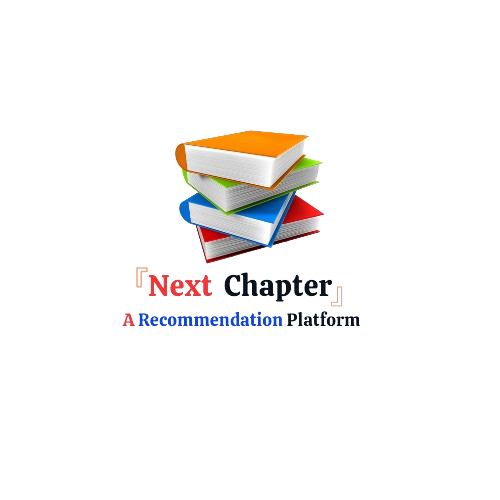 『Next Chapter』
A Recommendation Platform